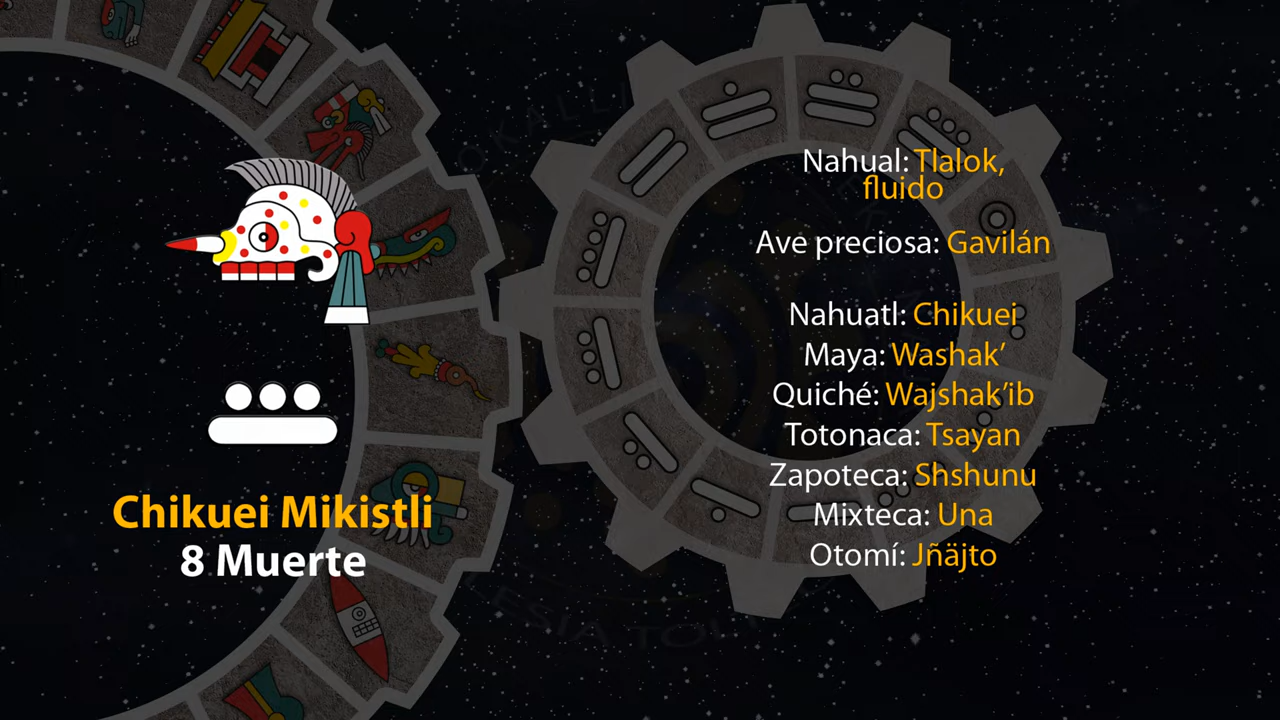 Chikuei Mikistli
8 Muerte
Nahual: Tlalok,
fluido
Ave preciosa: Gavilán
Nahuatl: Chikuei
Maya: Washak’
Quiché: Wajshak’ib
Totonaca: Tsayan
Zapoteca: Shshunu
Mixteca: Una
Otomí: Jñäjto